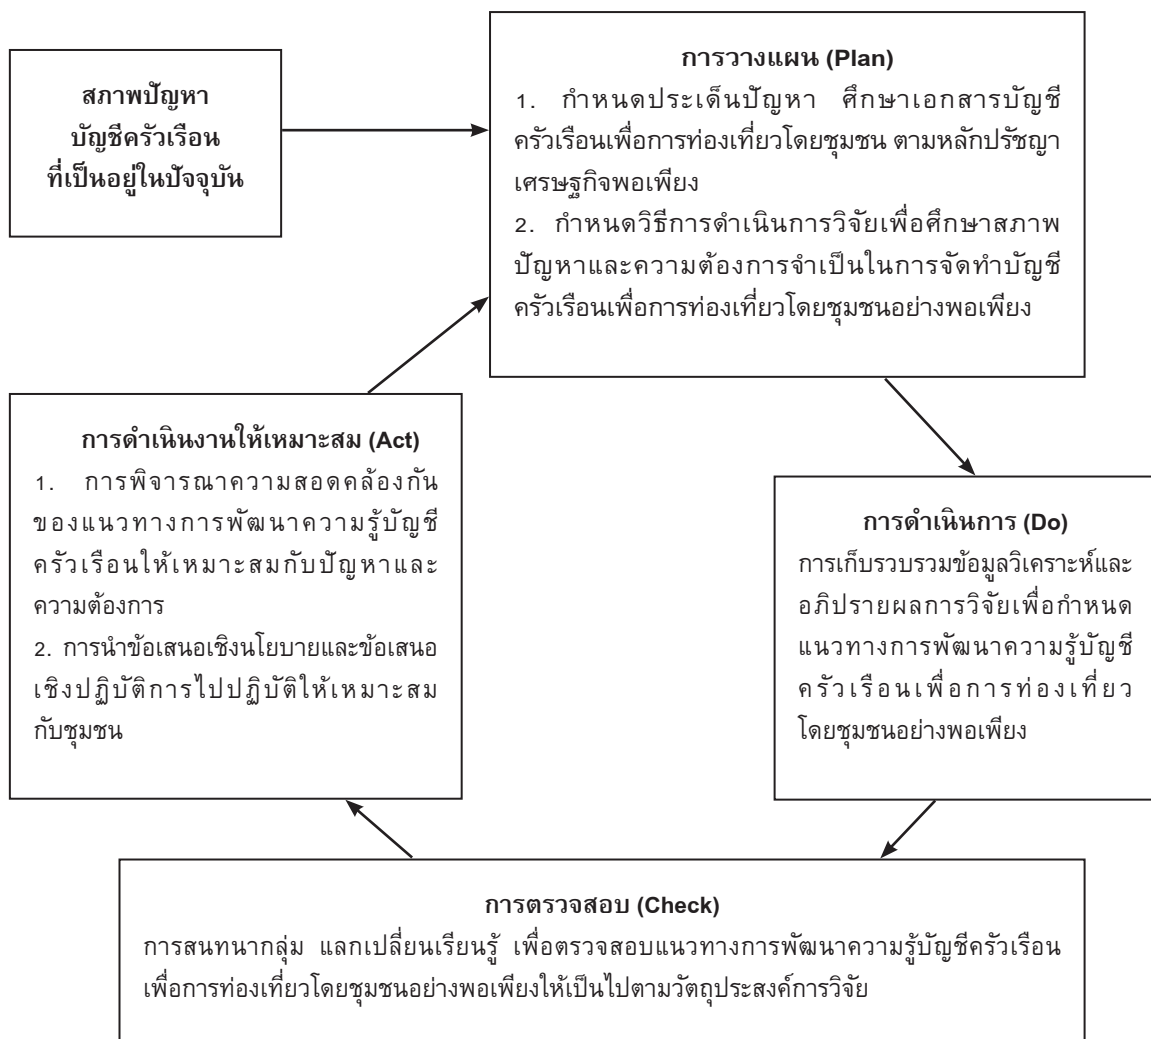 สภาพปัญหา
บัญชีครัวเรือน
ที่เป็นอยู่ในปัจจุบัน
การวางแผน (Plan)
1. กำหนดประเด็นปัญหา ศึกษาเอกสารบัญชี
ครัวเรือนเพื่อการท่องเที่ยวโดยชุมชน ตามหลักปรัชญา
เศรษฐกิจพอเพียง
2. กำหนดวิธีการดำเนินการวิจัยเพื่อศึกษาสภาพ
ปัญหาและความต้องการจำเป็นในการจัดทำบัญชี
ครัวเรือนเพื่อการท่องเที่ยวโดยชุมชนอย่างพอเพียง
การดำเนินการ (Do)
การเก็บรวบรวมข้อมูลวิเคราะห์และ
อภิปรายผลการวิจัยเพื่อกำหนด
แนวทางการพัฒนาความรู้บัญชี
ครัวเรือนเพื่อการท่องเที่ยว
โดยชุมชนอย่างพอเพียง
การตรวจสอบ (Check)
การสนทนากลุ่ม แลกเปลี่ยนเรียนรู้ เพื่อตรวจสอบแนวทางการพัฒนาความรู้บัญชีครัวเรือน
เพื่อการท่องเที่ยวโดยชุมชนอย่างพอเพียงให้เป็นไปตามวัตถุประสงค์การวิจัย
การดำเนินงานให้เหมาะสม (Act)
1. การพิจารณาความสอดคล้องกัน
ของแนวทางการพัฒนาความรู้บัญชี
ครัวเรือนให้เหมาะสมกับปัญหาและ
ความต้องการ
2. การนำข้อเสนอเชิงนโยบายและข้อเสนอ
เชิงปฏิบัติการไปปฏิบัติให้เหมาะสม
กับชุมชน